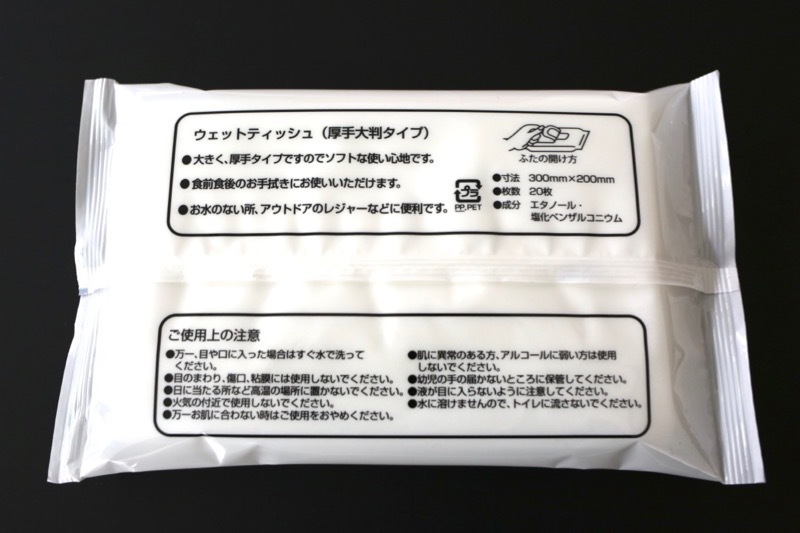 ウェットティッシュ（厚手大判タイプ）
●大きく、厚手タイプですのでソフトな使い心地です。
●食前食後のお手拭きにお使いいただけます。
●お水のない所、アウトドアのレジャーなどに便利です。
プラ
PP,PET
ふたの開け方
●寸法 300mm×200mm
●枚数 20枚
●成分 エタノール・
塩化ベンザルコニウム
ご使用上の注意
●万一、目や口に入った場合はすぐ水で洗って
ください。
●目のまわり、傷口、粘膜には使用しないでください。
●日に当たる所など高温の場所に置かないでください。
●火気の付近で使用しないでください。
●万一お肌に合わない時はご使用をおやめください。
●肌に異常のある方、アルコールに弱い方は使用
しないでください。
●幼児の手の届かないところに保管してください。
●液が目に入らないように注意してください。
●水に溶けませんので、トイレに流さないでください。